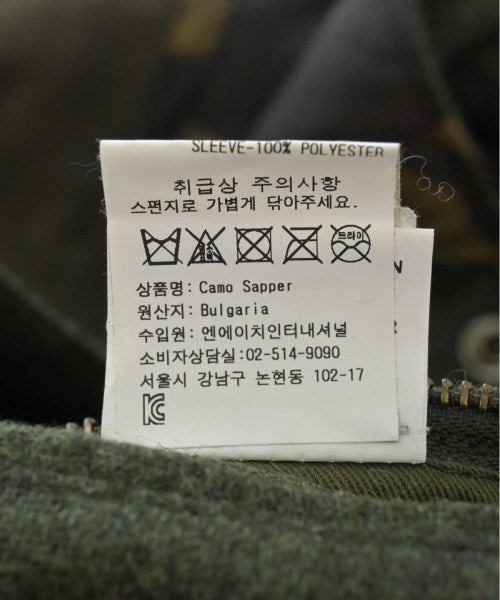 SLEEVE-100% POLYESTER
취급상 주의사항
스펀지로 가볍게 닦아주세요.
드라이
상품명: Camo Sapper
원산지: Bulgaria
수입원: 엔에이치인터내셔널
소비자상담실:02-514-9090
서울시 강남구 논현동 102-17
KC
N